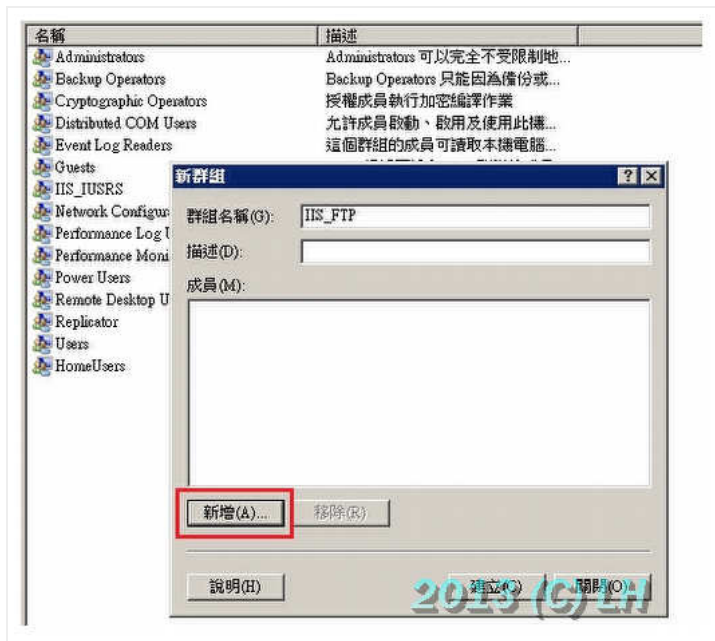 名稱 描述
Administrators Administrators 可以完全不受限制地...
Backup Operators Backup Operators 只能因為備份或...
Cryptographic Operators 授權成員執行加密編譯作業
Distributed COM Users 允許成員啟動、啟用及使用此機...
Event Log Readers 這個群組的成員可讀取本機電腦...
Guests
IIS_IUSRS
Network Configur
Performance Log U
Performance Moni
Power Users
Remote Desktop U
Replicator
Users
HomeUsers
新群組
群組名稱(G): IIS_FTP
描述(D):
成員(M):
新增(A)... 移除(R)
說明(H) 建立(C) 關閉(O)
2013 (C) LH